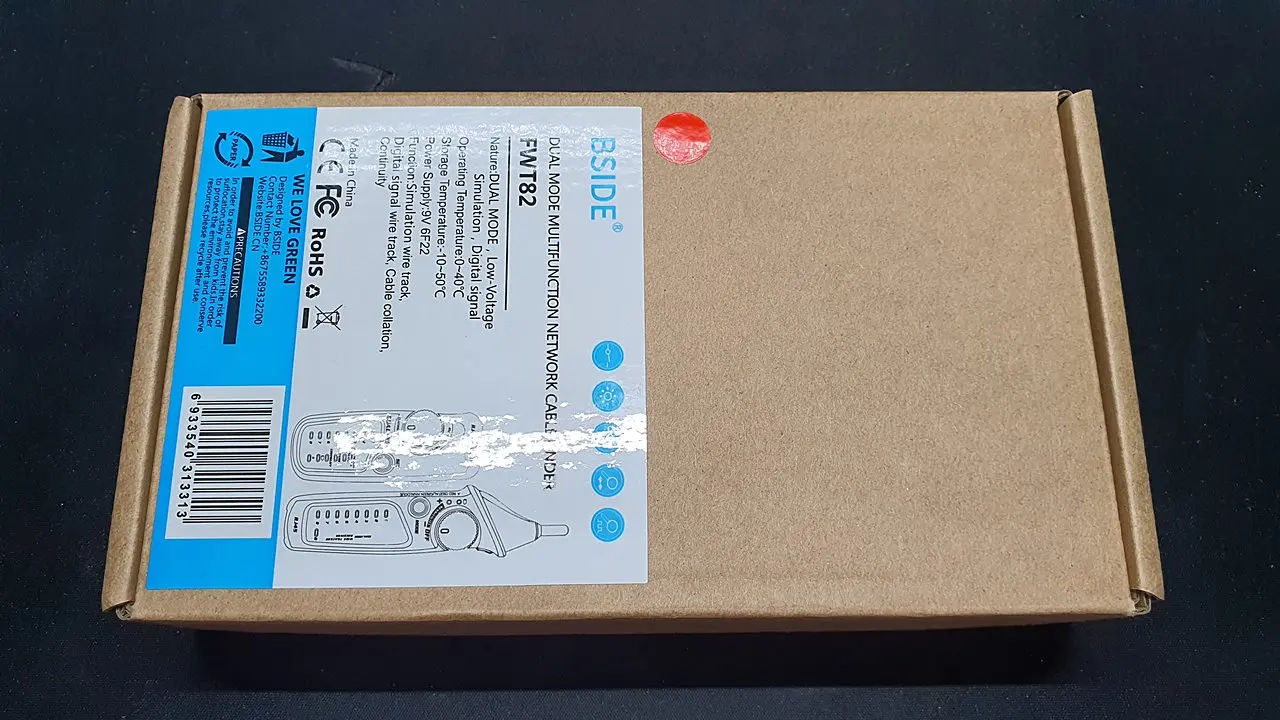 BSIDE®
DUAL MODE MULTIFUNCTION NETWORK CABLE
FWT82
Nature:DUAL MODE , Low-Voltage
Simulation , Digital signal
Operating Temperature:0~40°C
Storage Temperature:-10~50°C
Power Supply:9V 6F22
Function:Simulation wire track,
Digital signal wire track, Cable collation,
Continuity
Made in China
CE FC RoHS
WE LOVE GREEN
Designed by BSIDE
Contact Number:+8675589332200
Website:BSIDE.CN
PAPER
PRECAUTIONS
In order to avoid and prevent the risk of
suffocation,stay away from kids.In order
to protect the environment and conserve
resources,please recycle after use.
6 933540 313313
OFF
RJ45